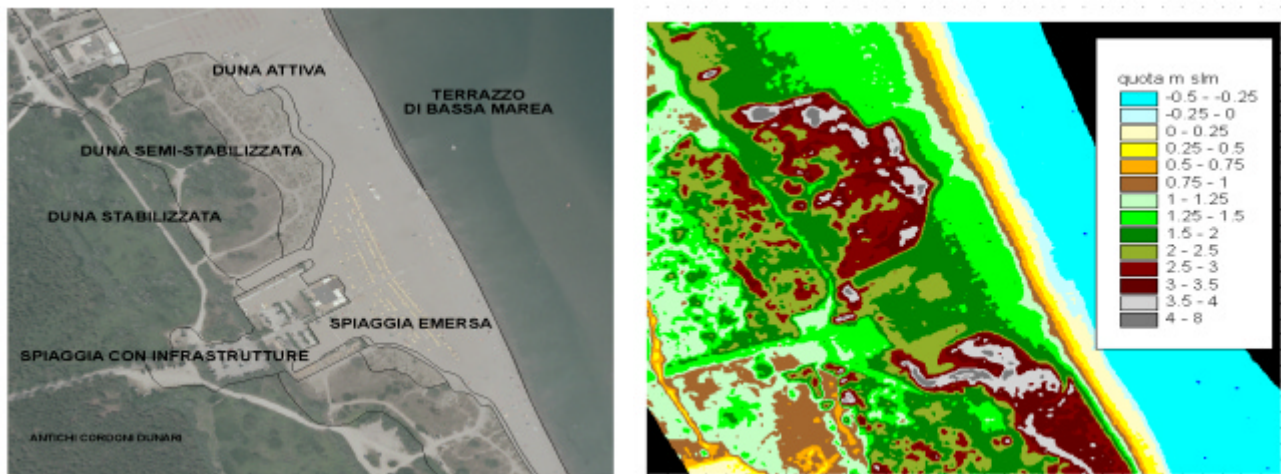 DUNA ATTIVA
TERRAZZO
DI BASSA MAREA
DUNA SEMI-STABILIZZATA
DUNA STABILIZZATA
SPIAGGIA EMERSA
SPIAGGIA CON INFRASTRUTTURE
ANTICHI CORDONI DUNARI
quota m slm
-0.5 - -0.25
-0.25 - 0
0 - 0.25
0.25 - 0.5
0.5 - 0.75
0.75 - 1
1 - 1.25
1.25 - 1.5
1.5 - 2
2 - 2.5
2.5 - 3
3 - 3.5
3.5 - 4
4 - 8